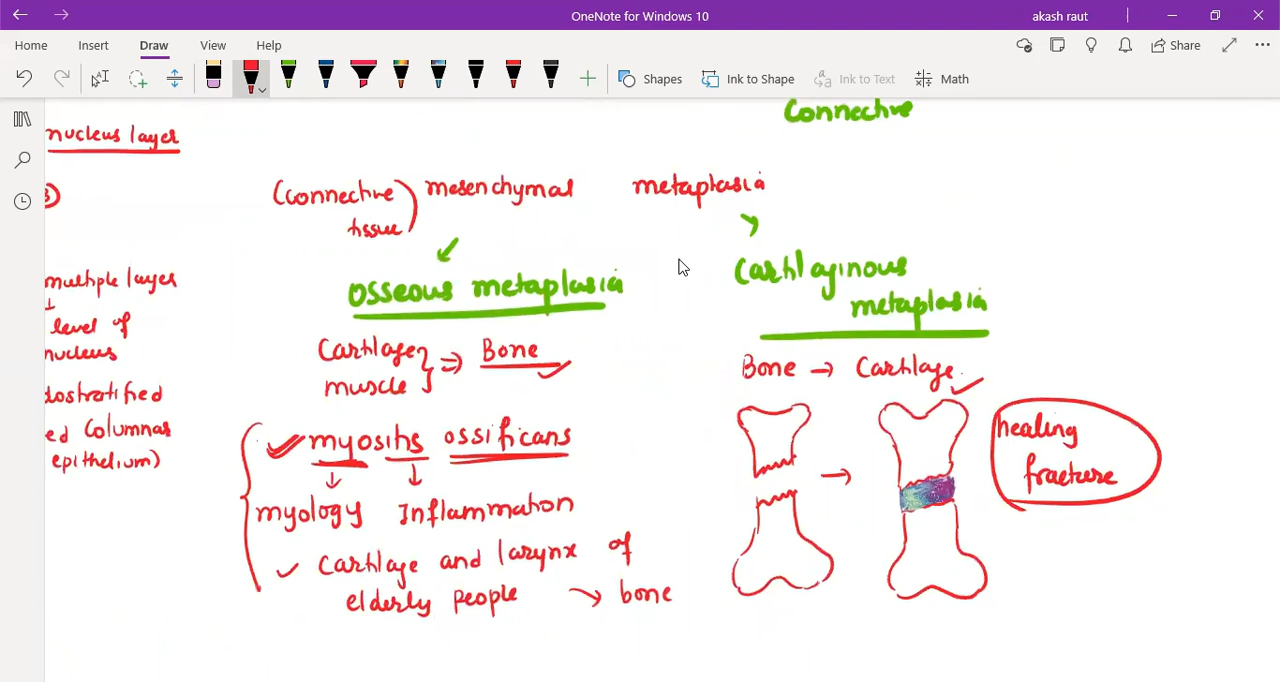 OneNote for Windows 10
akash raut
Home
Insert
Draw
View
Help
Share
Shapes
Ink to Shape
Ink to Text
Math
Connective
nucleus layer
multiple layer
level of
nucleus
dostratified
ed columnar
epithelium)
(connective
tissue)
mesenchymal metaplasia
osseous metaplasia
Cartilage
muscle } ⇒ Bone
myositis ossificans
↓ ↓
myology Inflammation
✓ Cartilage and larynx of
elderly people → bone
Cartilaginous
metaplasia
Bone → Cartilage
healing
fracture